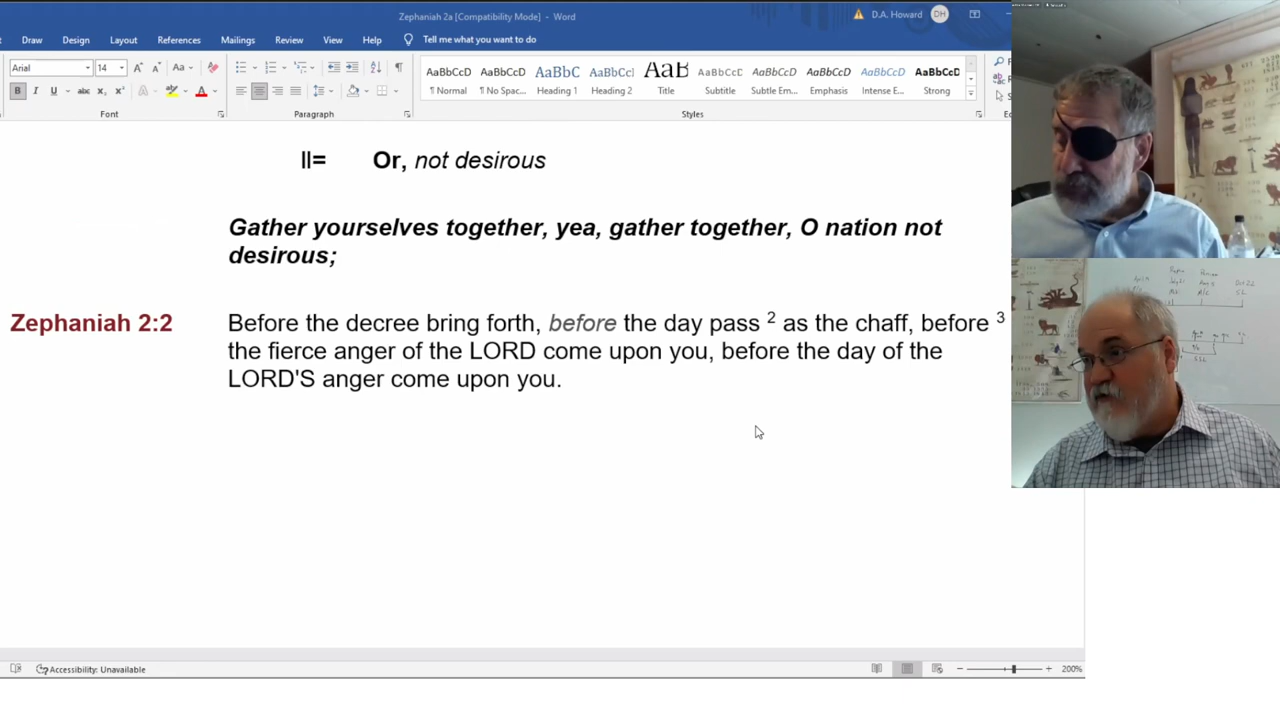 Zephaniah 2a [Compatibility Mode] - Word
D.A. Howard DH
Draw Design Layout References Mailings Review View Help Tell me what you want to do
Arial 14 Aa
AaBbCcD AaBbCcD AaBbC AaBbCcI AaB AaBbCcD AaBbCcD AaBbCcD AaBbCcD AaBbCcD
¶ Normal ¶ No Spac... Heading 1 Heading 2 Title Subtitle Subtle Em... Emphasis Intense E... Strong
Font Paragraph Styles
||= Or, not desirous
Gather yourselves together, yea, gather together, O nation not
desirous;
Zephaniah 2:2 Before the decree bring forth, before the day pass 2 as the chaff, before 3
the fierce anger of the LORD come upon you, before the day of the
LORD'S anger come upon you.
Accessibility: Unavailable
200%